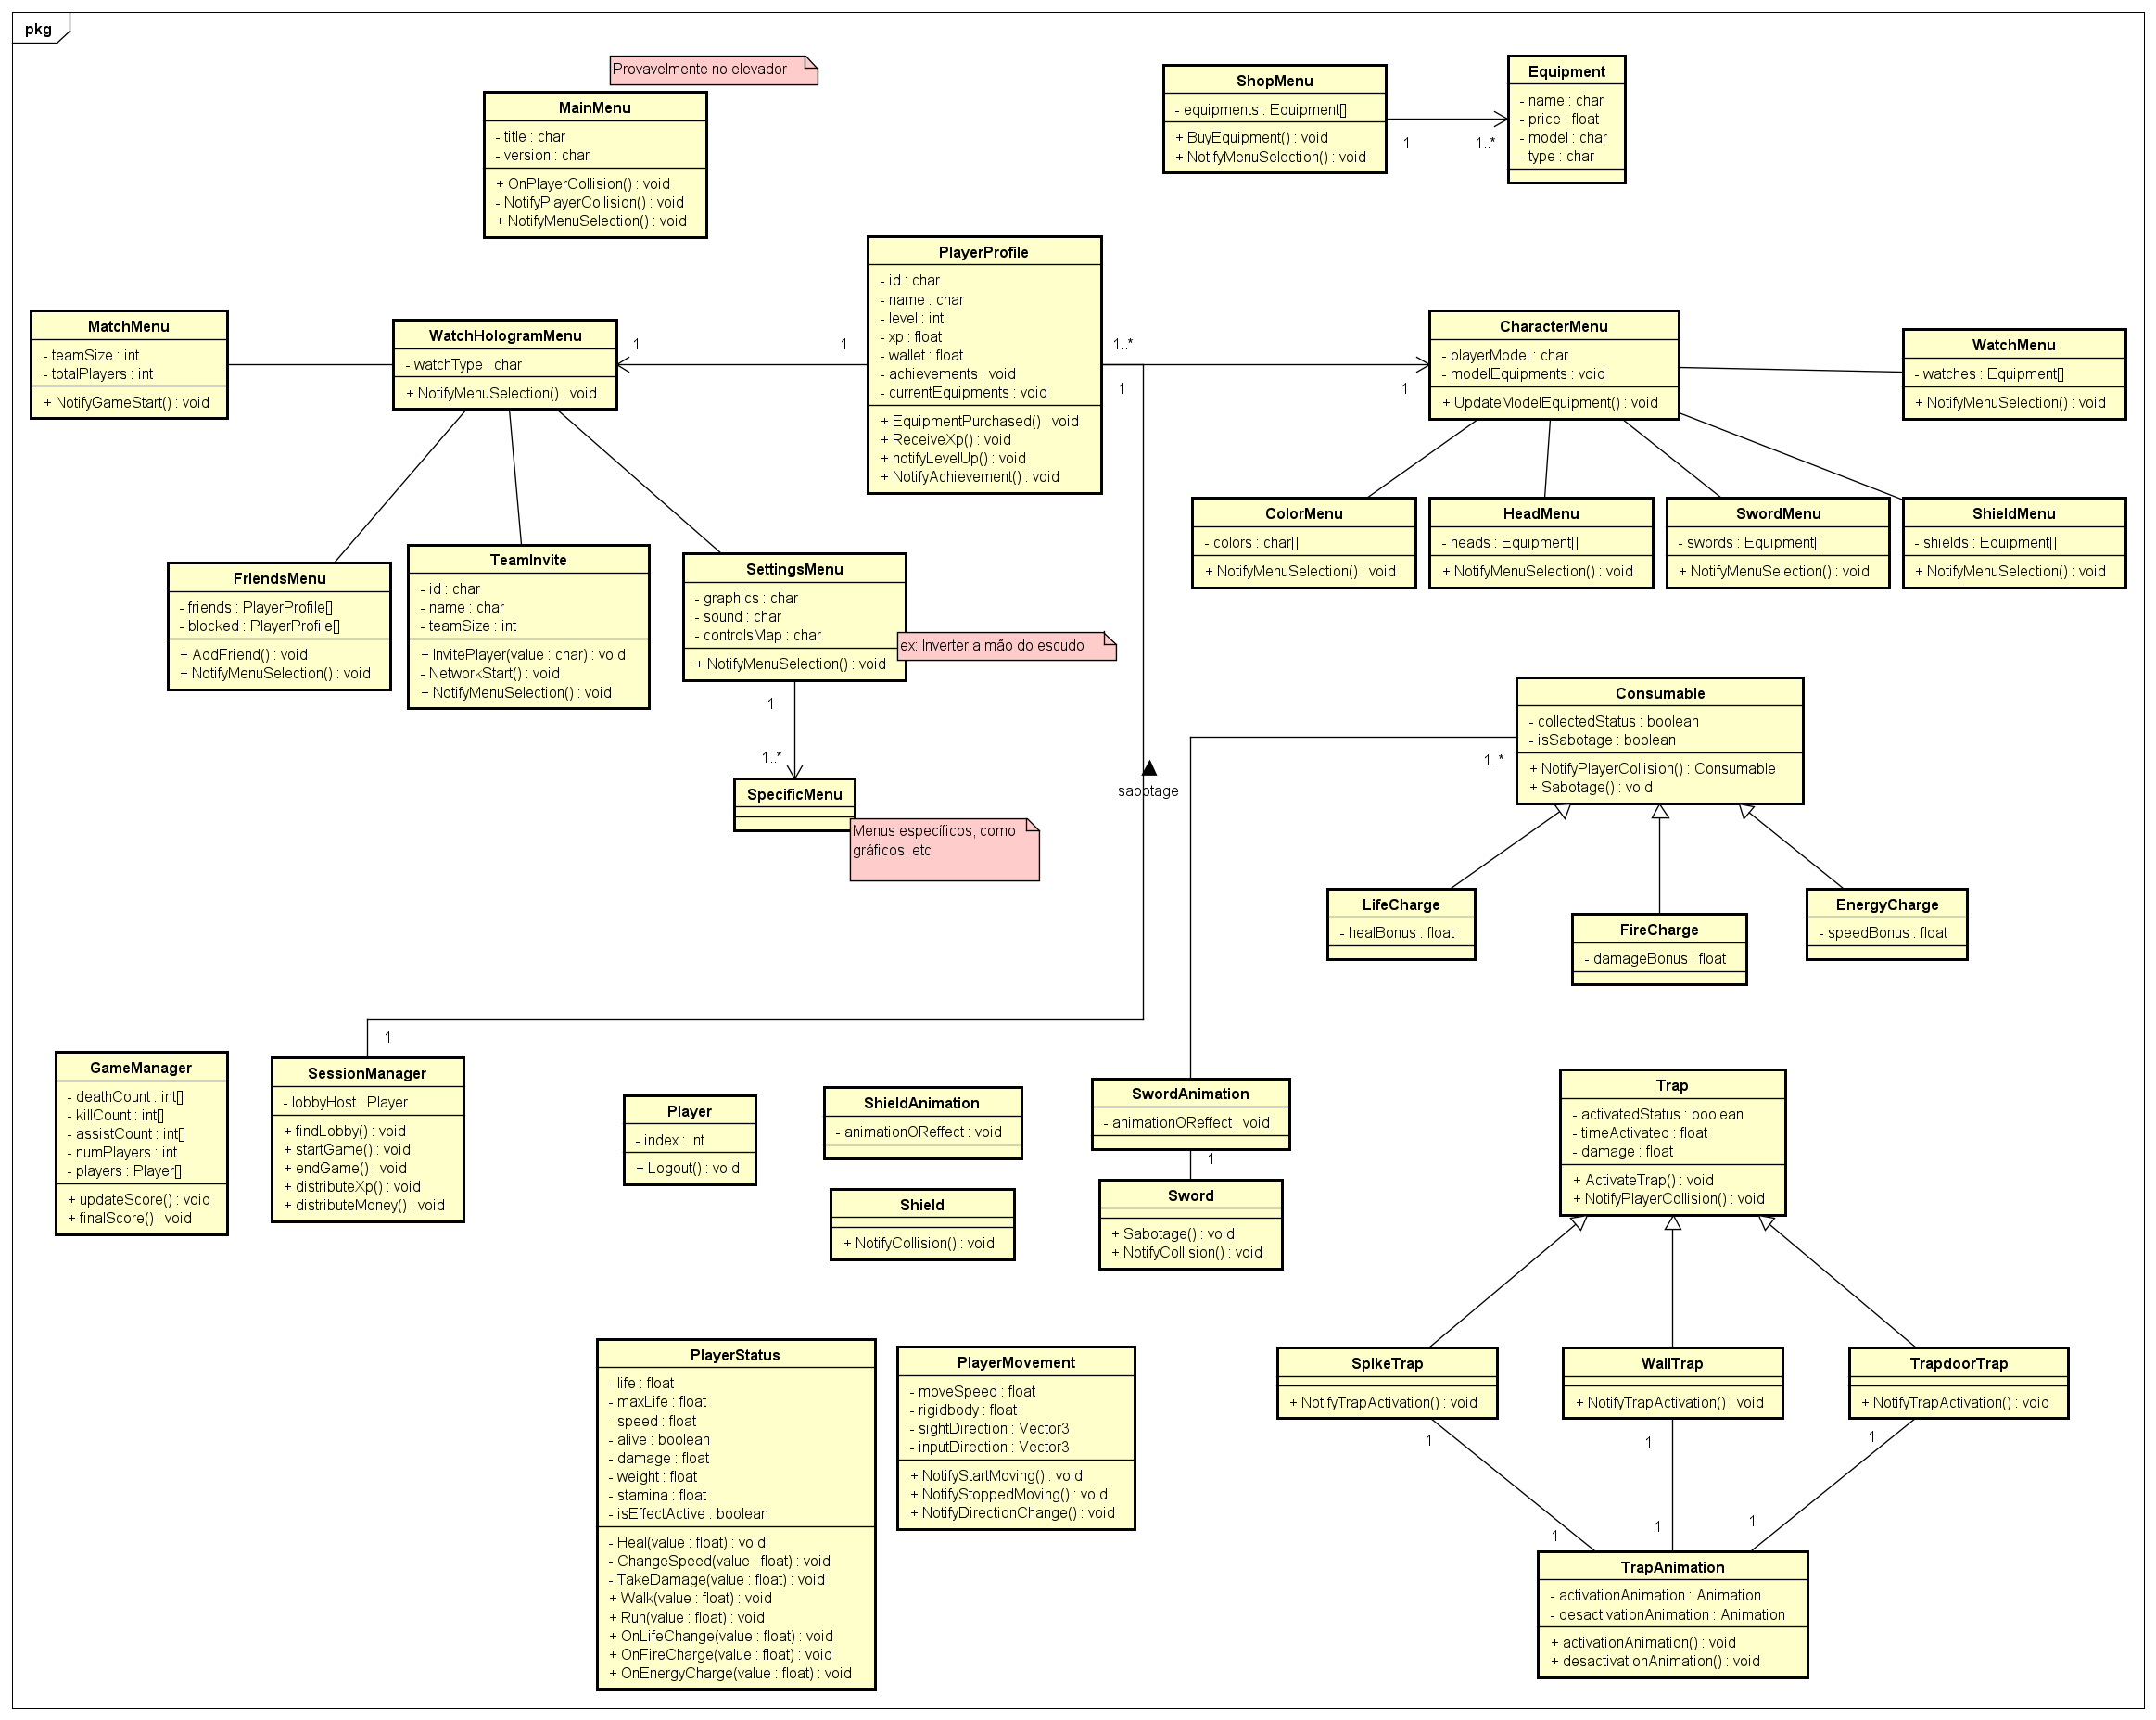 pkg
Provavelmente no elevador
MainMenu
- title : char
- version : char
+ OnPlayerCollision() : void
- NotifyPlayerCollision() : void
+ NotifyMenuSelection() : void
ShopMenu
- equipments : Equipment[]
+ BuyEquipment() : void
+ NotifyMenuSelection() : void
1
1..*
Equipment
- name : char
- price : float
- model : char
- type : char
MatchMenu
- teamSize : int
- totalPlayers : int
+ NotifyGameStart() : void
WatchHologramMenu
- watchType : char
+ NotifyMenuSelection() : void
1
1
PlayerProfile
- id : char
- name : char
- level : int
- xp : float
- wallet : float
- achievements : void
- currentEquipments : void
+ EquipmentPurchased() : void
+ ReceiveXp() : void
+ notifyLevelUp() : void
+ NotifyAchievement() : void
1..*
1
1
CharacterMenu
- playerModel : char
- modelEquipments : void
+ UpdateModelEquipment() : void
WatchMenu
- watches : Equipment[]
+ NotifyMenuSelection() : void
ColorMenu
- colors : char[]
+ NotifyMenuSelection() : void
HeadMenu
- heads : Equipment[]
+ NotifyMenuSelection() : void
SwordMenu
- swords : Equipment[]
+ NotifyMenuSelection() : void
ShieldMenu
- shields : Equipment[]
+ NotifyMenuSelection() : void
FriendsMenu
- friends : PlayerProfile[]
- blocked : PlayerProfile[]
+ AddFriend() : void
+ NotifyMenuSelection() : void
TeamInvite
- id : char
- name : char
- teamSize : int
+ InvitePlayer(value : char) : void
- NetworkStart() : void
+ NotifyMenuSelection() : void
SettingsMenu
- graphics : char
- sound : char
- controlsMap : char
+ NotifyMenuSelection() : void
ex: Inverter a mão do escudo
1
1..*
SpecificMenu
Menus específicos, como
gráficos, etc
sabotage
Consumable
- collectedStatus : boolean
- isSabotage : boolean
+ NotifyPlayerCollision() : Consumable
+ Sabotage() : void
1..*
LifeCharge
- healBonus : float
FireCharge
- damageBonus : float
EnergyCharge
- speedBonus : float
1
GameManager
- deathCount : int[]
- killCount : int[]
- assistCount : int[]
- numPlayers : int
- players : Player[]
+ updateScore() : void
+ finalScore() : void
SessionManager
- lobbyHost : Player
+ findLobby() : void
+ startGame() : void
+ endGame() : void
+ distributeXp() : void
+ distributeMoney() : void
Player
- index : int
+ Logout() : void
ShieldAnimation
- animationOReffect : void
Shield
+ NotifyCollision() : void
SwordAnimation
- animationOReffect : void
1
Sword
+ Sabotage() : void
+ NotifyCollision() : void
Trap
- activatedStatus : boolean
- timeActivated : float
- damage : float
+ ActivateTrap() : void
+ NotifyPlayerCollision() : void
PlayerStatus
- life : float
- maxLife : float
- speed : float
- alive : boolean
- damage : float
- weight : float
- stamina : float
- isEffectActive : boolean
- Heal(value : float) : void
- ChangeSpeed(value : float) : void
- TakeDamage(value : float) : void
+ Walk(value : float) : void
+ Run(value : float) : void
+ OnLifeChange(value : float) : void
+ OnFireCharge(value : float) : void
+ OnEnergyCharge(value : float) : void
PlayerMovement
- moveSpeed : float
- rigidbody : float
- sightDirection : Vector3
- inputDirection : Vector3
+ NotifyStartMoving() : void
+ NotifyStoppedMoving() : void
+ NotifyDirectionChange() : void
SpikeTrap
+ NotifyTrapActivation() : void
WallTrap
+ NotifyTrapActivation() : void
TrapdoorTrap
+ NotifyTrapActivation() : void
1
1
1
1
1
1
TrapAnimation
- activationAnimation : Animation
- desactivationAnimation : Animation
+ activationAnimation() : void
+ desactivationAnimation() : void